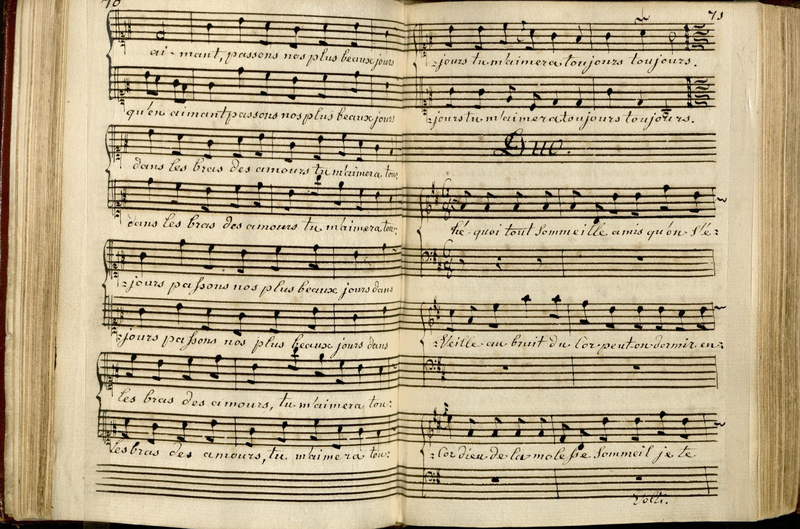 70
ai-mant, passons nos plus beaux jours
qu'en aimant passons nos plus beaux jours
dans les bras des amours tu m'aimera tou:
dans les bras des amours tu m'aimera tou:
:jours passons nos plus beaux jours dans
:jours passons nos plus beaux jours dans
les bras des amours, tu m'aimera tou:
les bras des amours, tu m'aimera tou:
71
:jours tu m'aimera toujours toujours.
:jours tu m'aimera toujours toujours.
Duo.
hé-quoi tout sommeille amis qu'on s'é:
:Veille au bruit du Cor peut on dormir en
:Cor dieu de la molesse Sommeil je te
Volti.